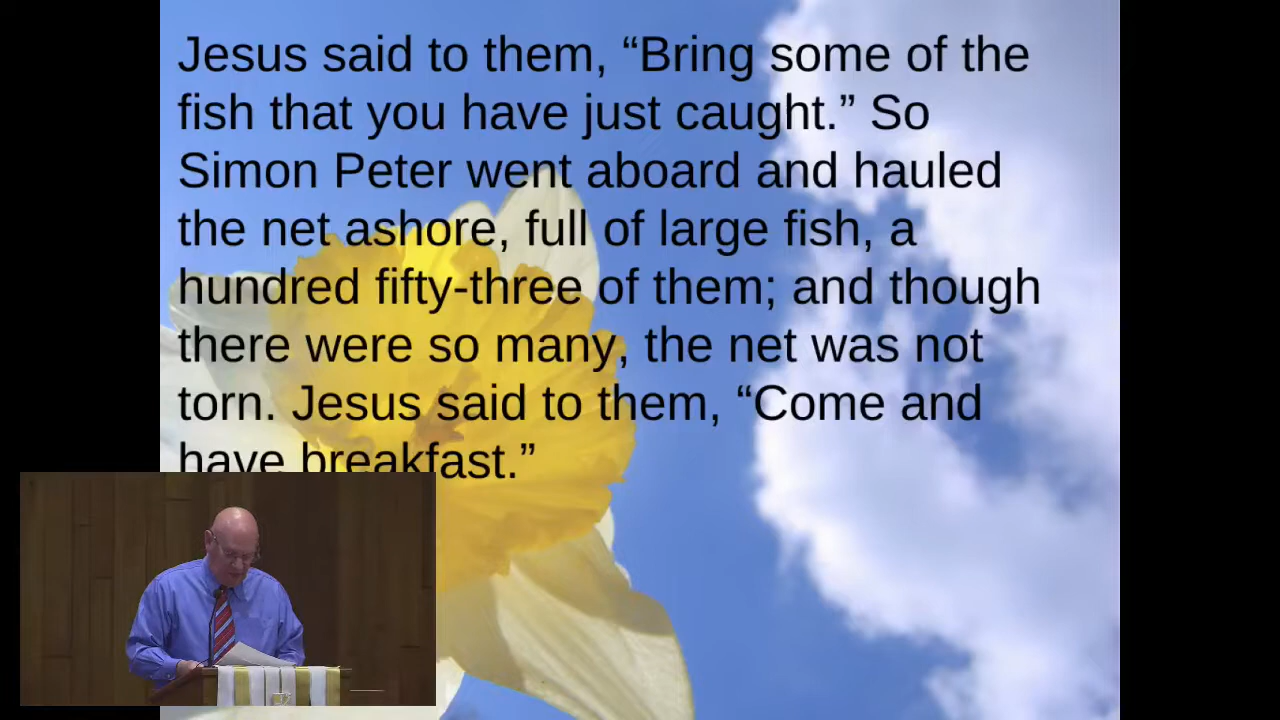 Jesus said to them, “Bring some of the
fish that you have just caught.” So
Simon Peter went aboard and hauled
the net ashore, full of large fish, a
hundred fifty-three of them; and though
there were so many, the net was not
torn. Jesus said to them, “Come and
have breakfast.”